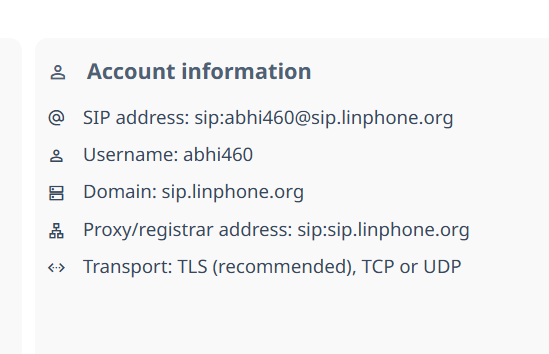 Account information
SIP address: sip:abhi460@sip.linphone.org
Username: abhi460
Domain: sip.linphone.org
Proxy/registrar address: sip:sip.linphone.org
Transport: TLS (recommended), TCP or UDP